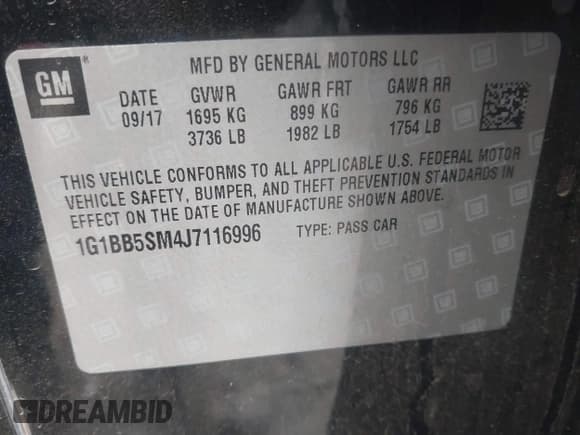 GM®
MFD BY GENERAL MOTORS LLC
DATE GVWR GAWR FRT GAWR RR
09/17 1695 KG 899 KG 796 KG
3736 LB 1982 LB 1754 LB
THIS VEHICLE CONFORMS TO ALL APPLICABLE U.S. FEDERAL MOTOR
VEHICLE SAFETY, BUMPER, AND THEFT PREVENTION STANDARDS IN
EFFECT ON THE DATE OF MANUFACTURE SHOWN ABOVE.
1G1BB5SM4J7116996 TYPE: PASS CAR
DREAMBID